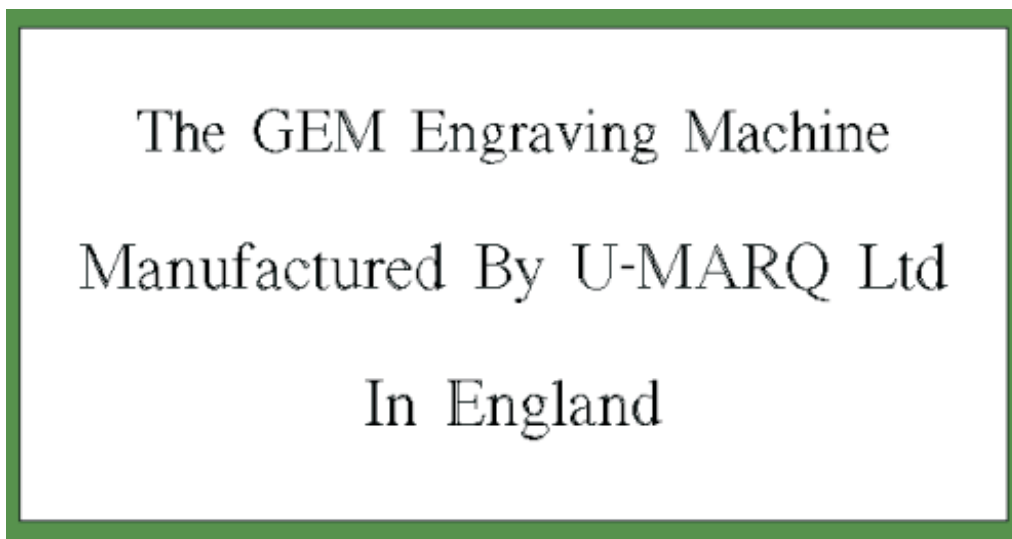 The GEM Engraving Machine
Manufactured By U-MARQ Ltd
In England